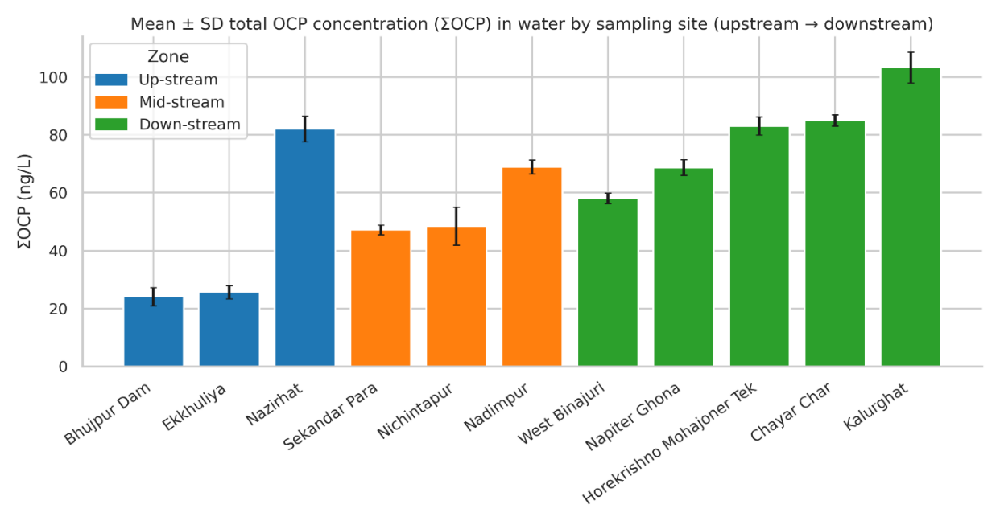 Mean ± SD total OCP concentration (ΣOCP) in water by sampling site (upstream → downstream)
Zone
Up-stream
Mid-stream
Down-stream
ΣOCP (ng/L)
100
80
60
40
20
0
Bhujpur Dam
Ekkhuliya
Nazirhat
Sekandar Para
Nichintapur
Nadimpur
West Binajuri
Napiter Ghona
Horekrishno Mohajoner Tek
Chayar Char
Kalurghat